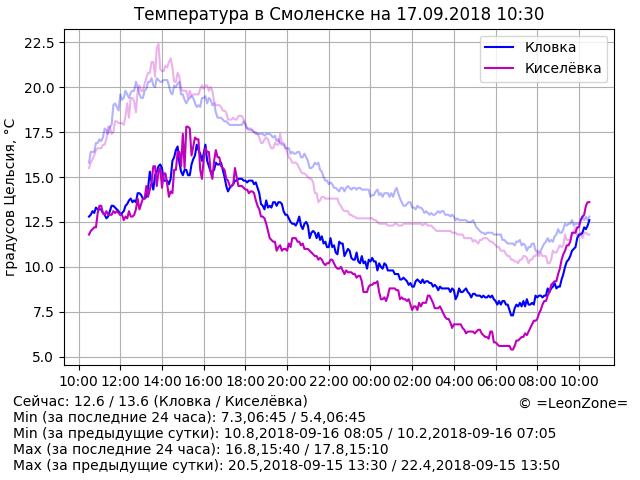 Температура в Смоленске на 17.09.2018 10:30
Кловка
Киселёвка
градусов Цельсия, °C
22.5
20.0
17.5
15.0
12.5
10.0
7.5
5.0
10:00 12:00 14:00 16:00 18:00 20:00 22:00 00:00 02:00 04:00 06:00 08:00 10:00
Сейчас: 12.6 / 13.6 (Кловка / Киселёвка)
© =LeonZone=
Min (за последние 24 часа): 7.3,06:45 / 5.4,06:45
Min (за предыдущие сутки): 10.8,2018-09-16 08:05 / 10.2,2018-09-16 07:05
Max (за последние 24 часа): 16.8,15:40 / 17.8,15:10
Max (за предыдущие сутки): 20.5,2018-09-15 13:30 / 22.4,2018-09-15 13:50